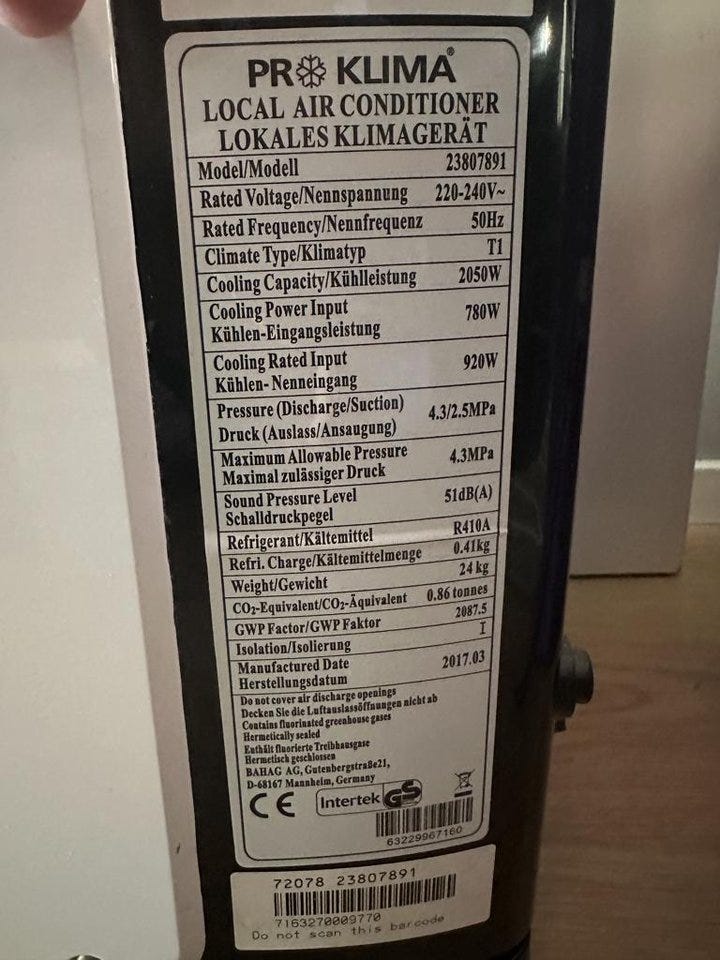 PRO KLIMA®
LOCAL AIR CONDITIONER
LOKALES KLIMAGERÄT
Model/Modell 23807891
Rated Voltage/Nennspannung 220-240V~
Rated Frequency/Nennfrequenz 50Hz
Climate Type/Klimatyp T1
Cooling Capacity/Kühlleistung 2050W
Cooling Power Input
Kühlen-Eingangsleistung 780W
Cooling Rated Input
Kühlen- Nenneingang 920W
Pressure (Discharge/Suction)
Druck (Auslass/Ansaugung) 4.3/2.5MPa
Maximum Allowable Pressure
Maximal zulässiger Druck 4.3MPa
Sound Pressure Level
Schalldruckpegel 51dB(A)
Refrigerant/Kältemittel R410A
Refri. Charge/Kältemittelmenge 0.41kg
Weight/Gewicht 24 kg
CO₂-Equivalent/CO₂-Äquivalent 0.86 tonnes
GWP Factor/GWP Faktor 2087.5
Isolation/Isolierung I
Manufactured Date
Herstellungsdatum 2017.03
Do not cover air discharge openings
Decken Sie die Luftauslassöffnungen nicht ab
Contains fluorinated greenhouse gases
Hermetically sealed
Enthält fluorierte Treibhausgase
Hermetisch geschlossen
BAHAG AG, Gutenbergstraße21,
D-68167 Mannheim, Germany
CE Intertek GS
63229967160
72078 23807891
7163270009770
Do not scan this barcode